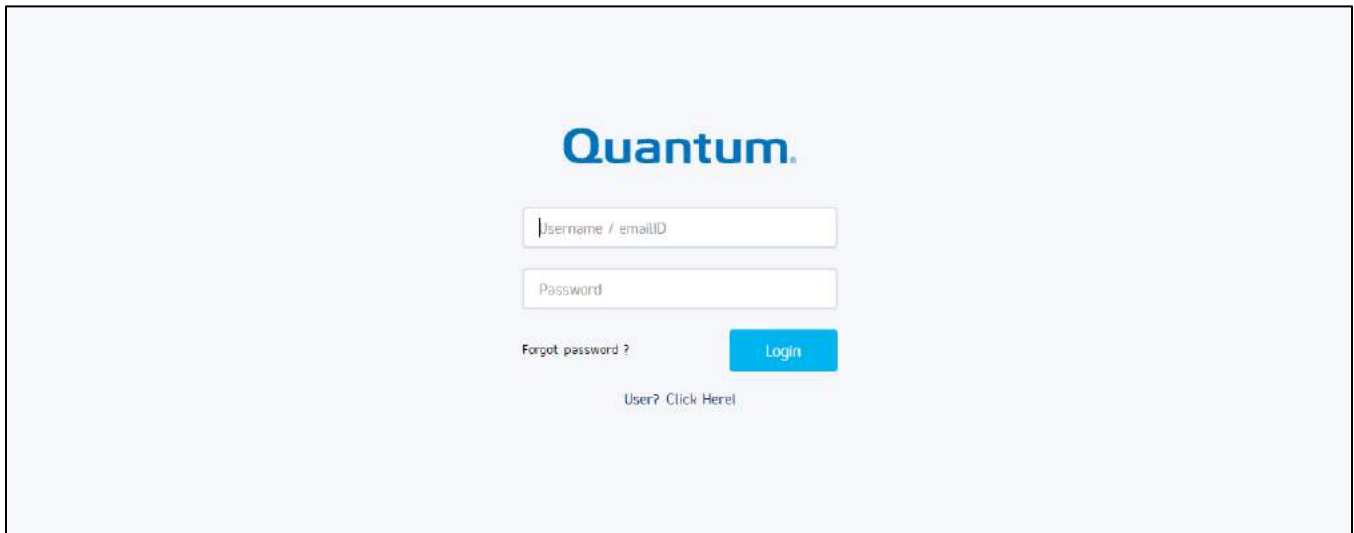 Quantum.
Username / emailID
Password
Forgot password ?
Login
User? Click Here!